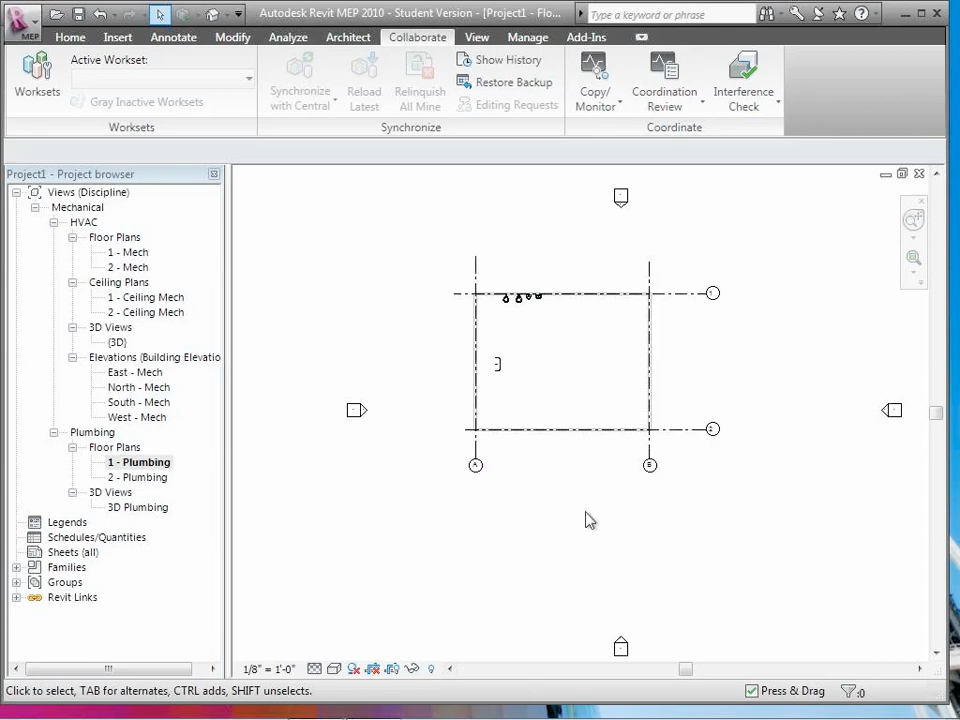 Autodesk Revit MEP 2010 - Student Version - [Project1 - Flo...
Type a keyword or phrase
MEP
Home Insert Annotate Modify Analyze Architect Collaborate View Manage Add-Ins
Worksets
Active Workset:
Gray Inactive Worksets
Worksets
Synchronize with Central
Reload Latest
Relinquish All Mine
Show History
Restore Backup
Editing Requests
Synchronize
Copy/ Monitor
Coordination Review
Interference Check
Coordinate
Project1 - Project browser
Views (Discipline)
Mechanical
HVAC
Floor Plans
1 - Mech
2 - Mech
Ceiling Plans
1 - Ceiling Mech
2 - Ceiling Mech
3D Views
{3D}
Elevations (Building Elevatio
East - Mech
North - Mech
South - Mech
West - Mech
Plumbing
Floor Plans
1 - Plumbing
2 - Plumbing
3D Views
3D Plumbing
Legends
Schedules/Quantities
Sheets (all)
Families
Groups
Revit Links
1
2
A B
1/8" = 1'-0"
Click to select, TAB for alternates, CTRL adds, SHIFT unselects.
Press & Drag
:0